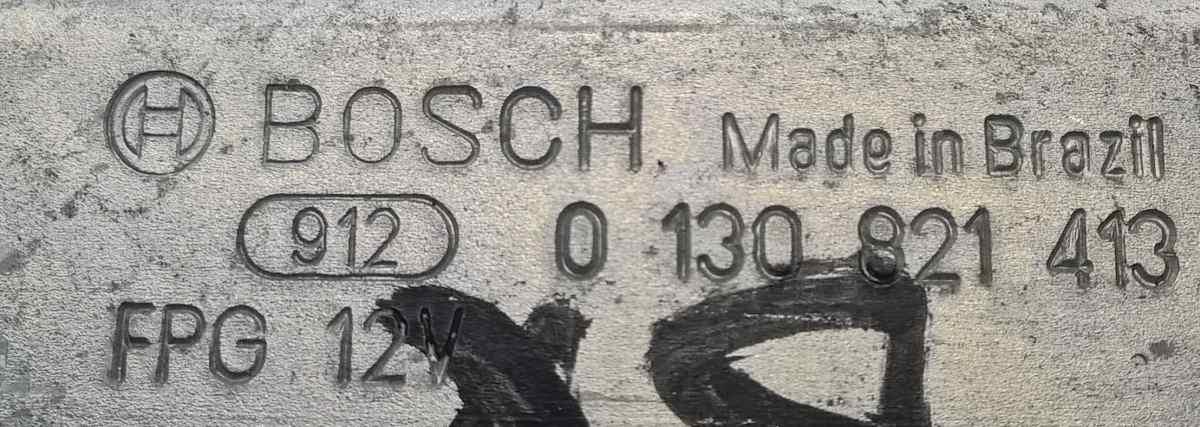 BOSCH Made in Brazil
912 0 130 821 413
FPG 12V